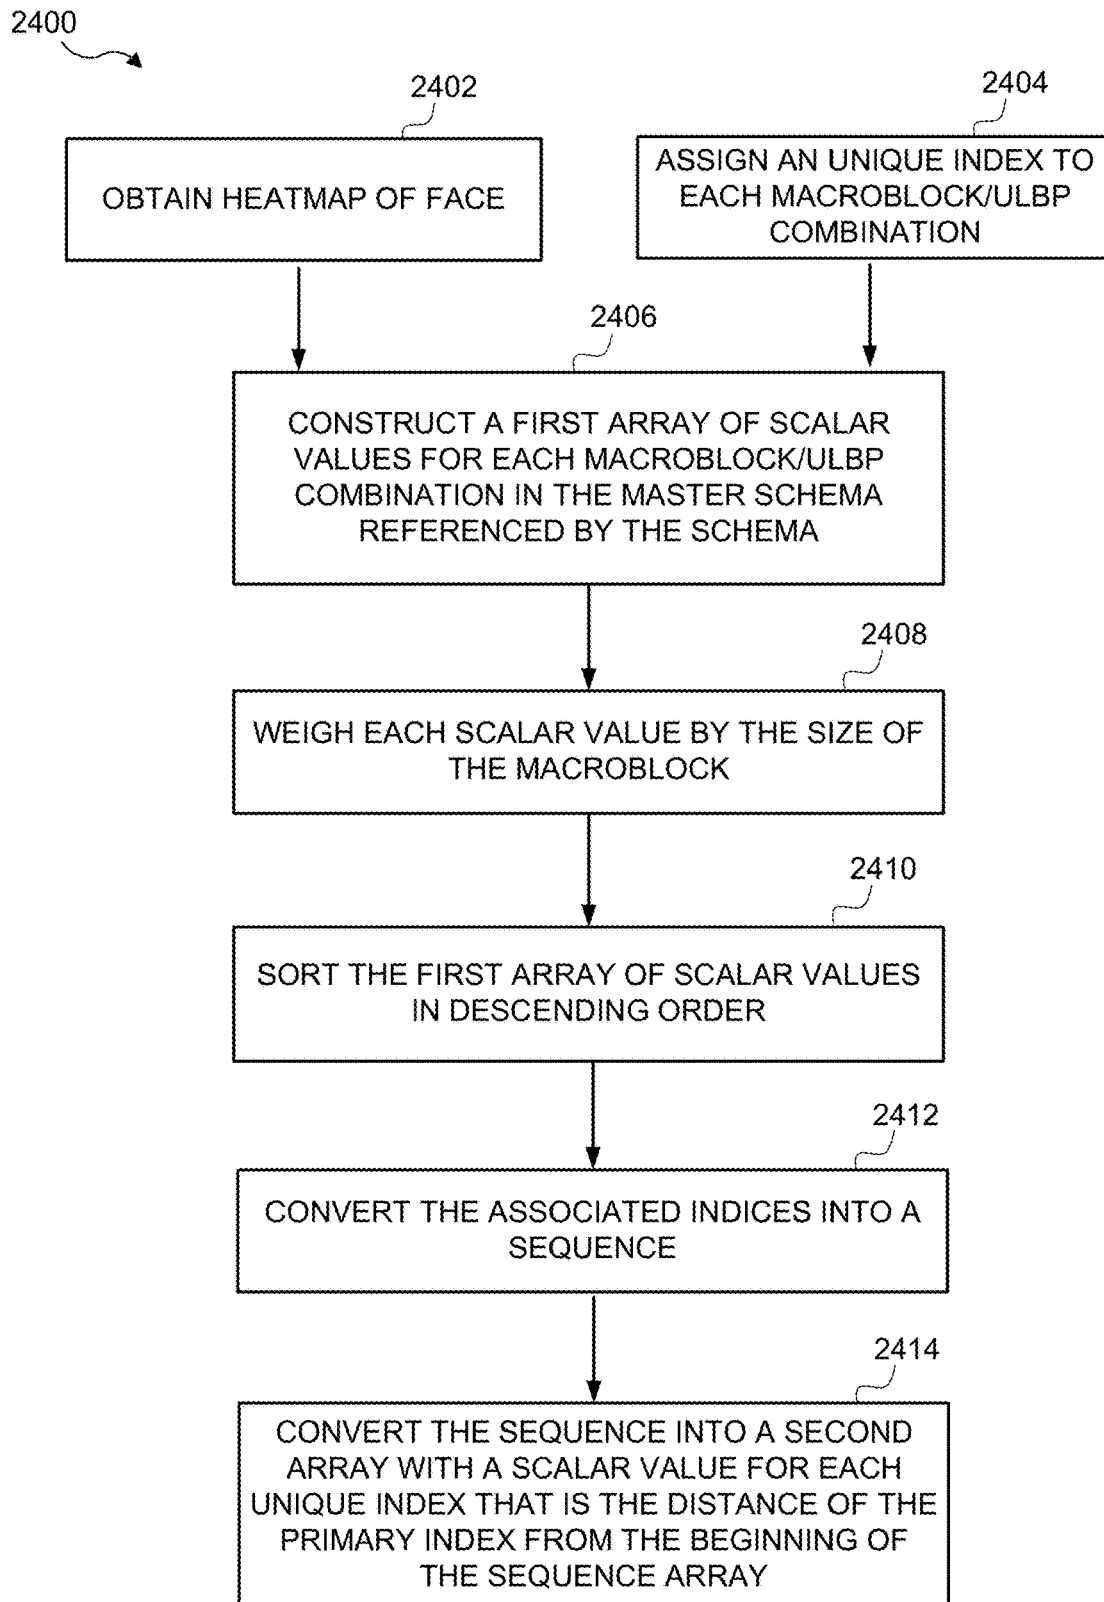 2400
2402
OBTAIN HEATMAP OF FACE
2404
ASSIGN AN UNIQUE INDEX TO
EACH MACROBLOCK/ULBP
COMBINATION
2406
CONSTRUCT A FIRST ARRAY OF SCALAR
VALUES FOR EACH MACROBLOCK/ULBP
COMBINATION IN THE MASTER SCHEMA
REFERENCED BY THE SCHEMA
2408
WEIGH EACH SCALAR VALUE BY THE SIZE OF
THE MACROBLOCK
2410
SORT THE FIRST ARRAY OF SCALAR VALUES
IN DESCENDING ORDER
2412
CONVERT THE ASSOCIATED INDICES INTO A
SEQUENCE
2414
CONVERT THE SEQUENCE INTO A SECOND
ARRAY WITH A SCALAR VALUE FOR EACH
UNIQUE INDEX THAT IS THE DISTANCE OF THE
PRIMARY INDEX FROM THE BEGINNING OF
THE SEQUENCE ARRAY